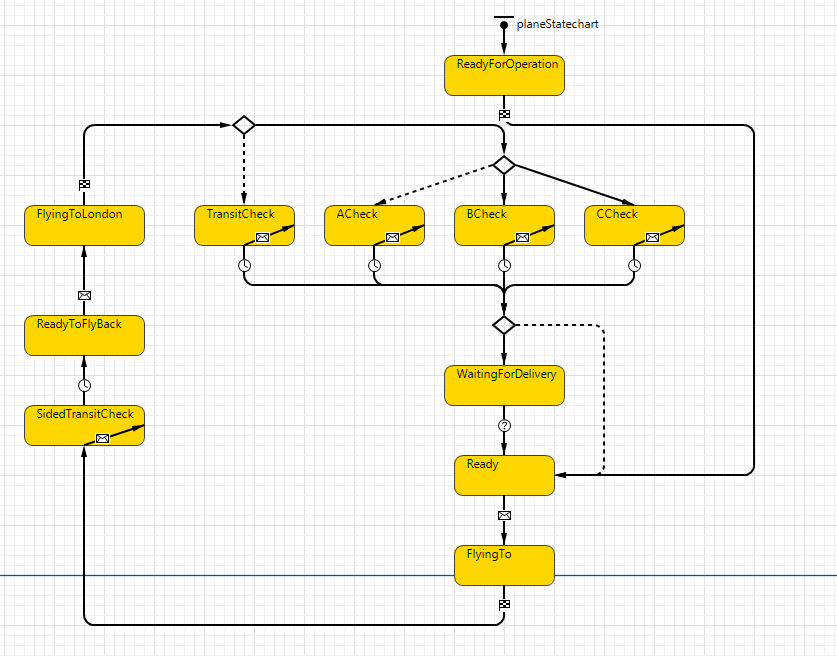 planeStatechart
ReadyForOperation
FlyingToLondon
TransitCheck
ACheck
BCheck
CCheck
ReadyToFlyBack
WaitingForDelivery
SidedTransitCheck
?
Ready
FlyingTo